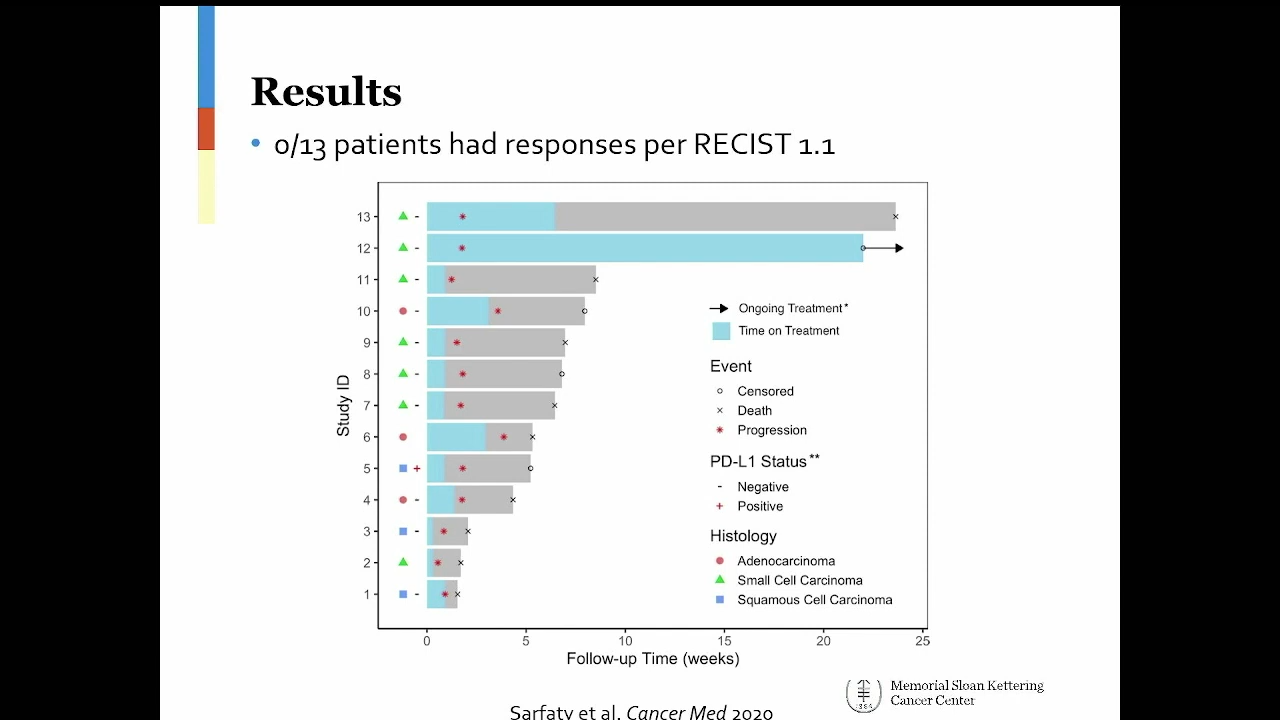 Results
• 0/13 patients had responses per RECIST 1.1
13 -
12 -
11 -
10 -
9 -
8 -
7 -
6
5 +
4 -
3 -
2 -
1 -
Study ID
0 5 10 15 20 25
Follow-up Time (weeks)
Ongoing Treatment*
Time on Treatment
Event
Censored
Death
Progression
PD-L1 Status**
- Negative
+ Positive
Histology
Adenocarcinoma
Small Cell Carcinoma
Squamous Cell Carcinoma
Memorial Sloan Kettering
Cancer Center
Sarfaty et al. Cancer Med 2020